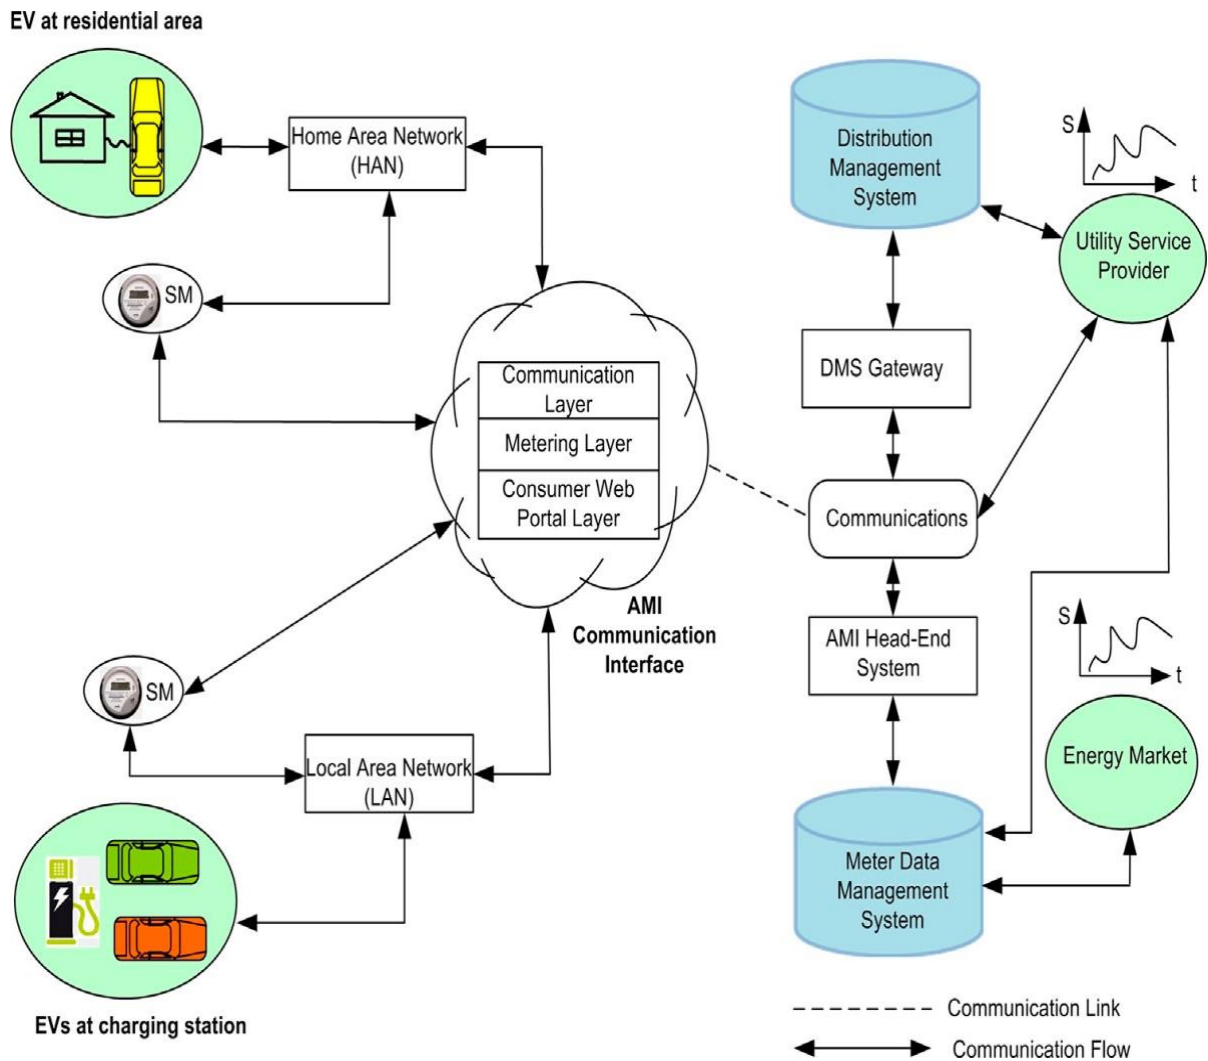 EV at residential area
Home Area Network
(HAN)
SM
Communication
Layer
Metering Layer
Consumer Web
Portal Layer
AMI
Communication
Interface
SM
Local Area Network
(LAN)
EVs at charging station
Distribution
Management
System
S
t
Utility Service
Provider
DMS Gateway
Communications
AMI Head-End
System
S
t
Energy Market
Meter Data
Management
System
Communication Link
Communication Flow